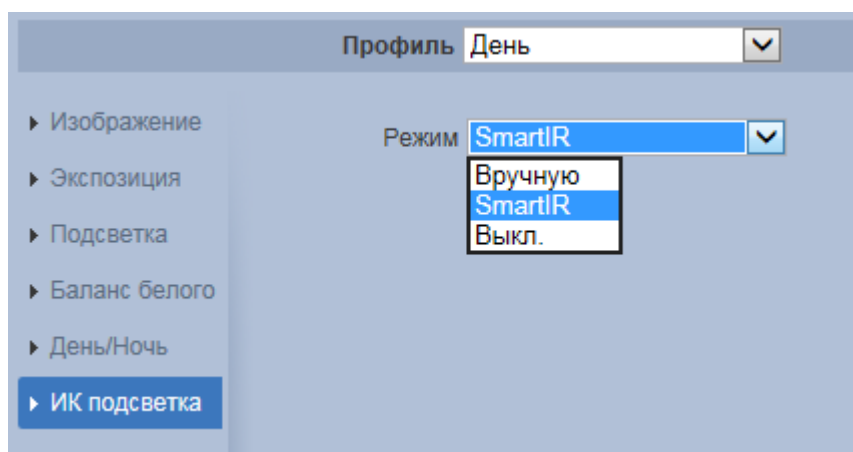 Профиль День
Изображение
Режим SmartIR
Экспозиция
Вручную
SmartIR
Подсветка
Выкл.
Баланс белого
День/Ночь
ИК подсветка